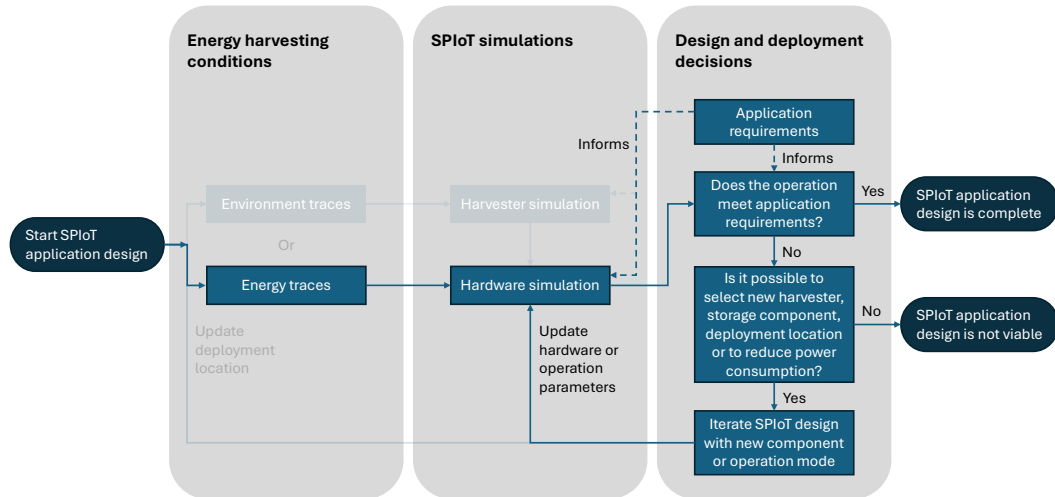 Energy harvesting
conditions
SPIoT simulations
Design and deployment
decisions
Application
requirements
Informs
Informs
Environment traces
Harvester simulation
Does the operation
meet application
requirements?
Yes
SPIoT application
design is complete
Start SPIoT
application design
Or
No
Energy traces
Hardware simulation
Is it possible to
select new harvester,
storage component,
deployment location
or to reduce power
consumption?
No
SPIoT application
design is not viable
Update
deployment
location
Update
hardware or
operation
parameters
Yes
Iterate SPIoT design
with new component
or operation mode